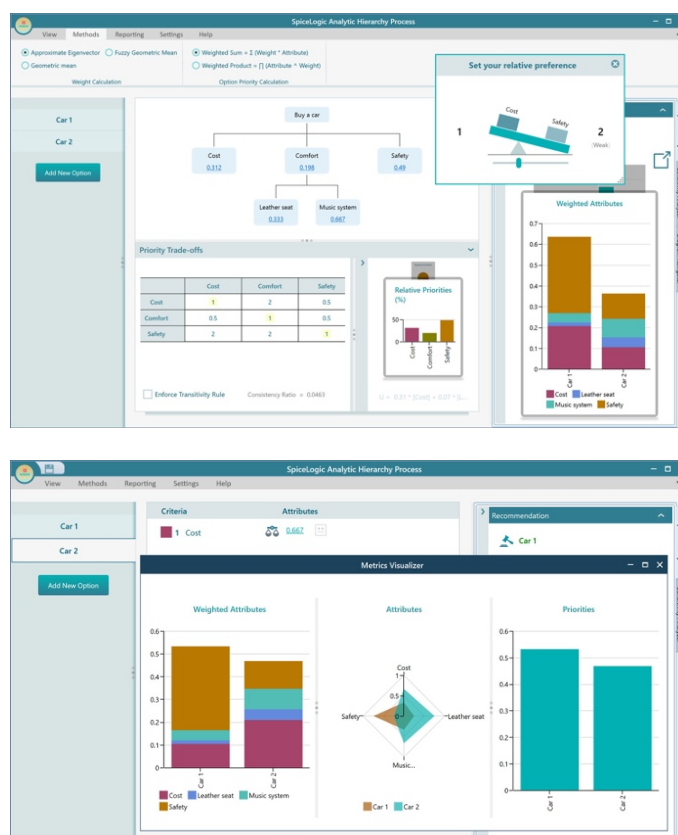 SpiceLogic Analytic Hierarchy Process
View Methods Reporting Settings Help
Approximate Eigenvector Fuzzy Geometric Mean
Geometric mean
Weight Calculation
Weighted Sum = Σ (Weight * Attribute)
Weighted Product = ∏ (Attribute ^ Weight)
Option Priority Calculation
Set your relative preference
Cost
Safety
1
2
(Weak)
Car 1
Car 2
Add New Option
Buy a car
Cost
0.312
Comfort
0.198
Safety
0.49
Leather seat
0.333
Music system
0.667
Priority Trade-offs
Cost Comfort Safety
Cost 1 2 0.5
Comfort 0.5 1 0.5
Safety 2 2 1
Enforce Transitivity Rule Consistency Ratio = 0.0463
Relative Priorities
(%)
50
0
Cost
Comfort
Safety
U = 0.31 * (Cost) + 0.07 * (L...
Weighted Attributes
0.7
0.6
0.5
0.4
0.3
0.2
0.1
0
Car 1
Car 2
Cost Leather seat
Music system Safety
SpiceLogic Analytic Hierarchy Process
View Methods Reporting Settings Help
Car 1
Car 2
Add New Option
Criteria Attributes
1 Cost 0.667
Recommendation
Car 1
Metrics Visualizer
Weighted Attributes
0.6
0.5
0.4
0.3
0.2
0.1
0
Car 1
Car 2
Cost Leather seat Music system
Safety
Attributes
Cost
1
0.5
0
Safety
Leather seat
Music...
Car 1 Car 2
Priorities
0.6
0.5
0.4
0.3
0.2
0.1
0
Car 1
Car 2